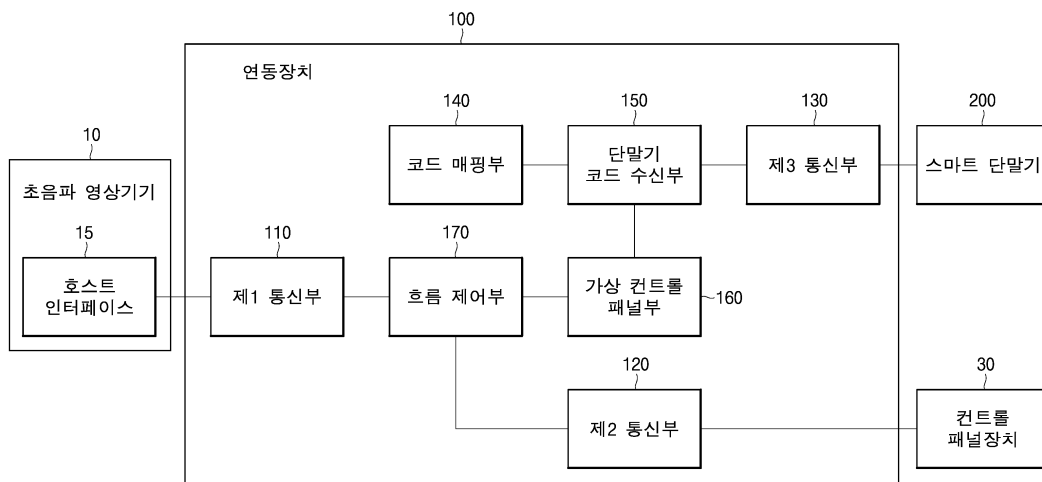 100
연동장치
140
150
130
200
코드 매핑부
단말기
코드 수신부
제3 통신부
스마트 단말기
10
초음파 영상기기
15
호스트
인터페이스
110
제1 통신부
170
흐름 제어부
가상 컨트롤
패널부
160
120
제2 통신부
30
컨트롤
패널장치